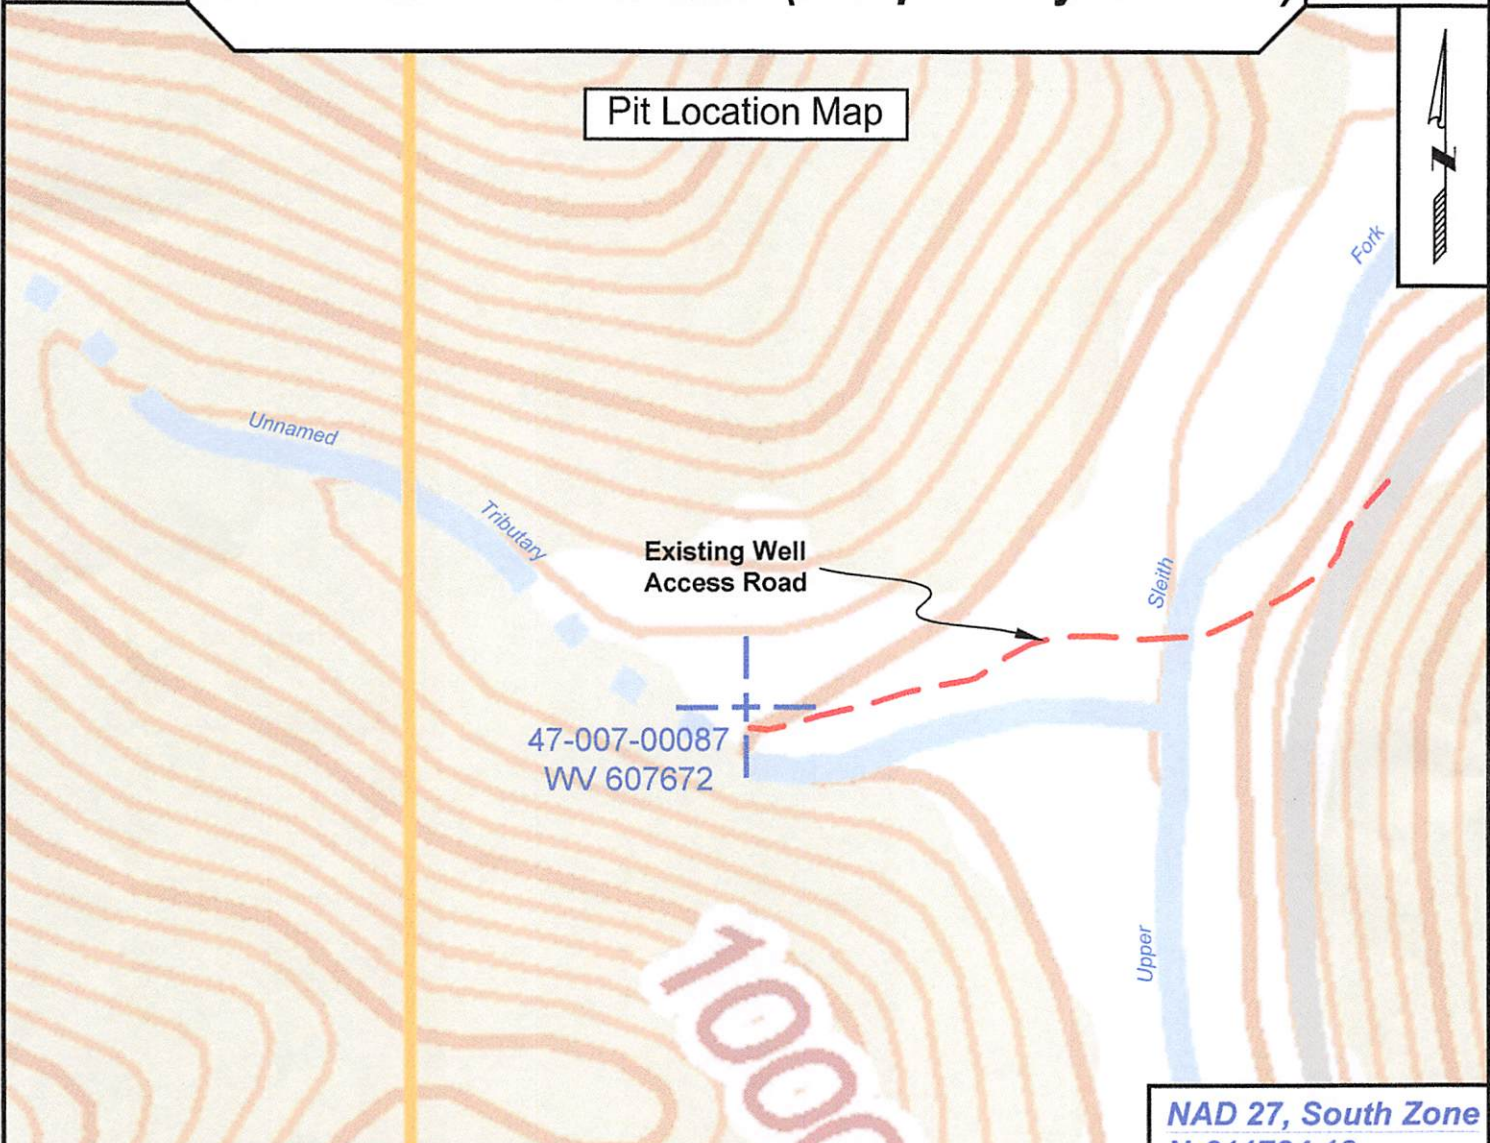 Pit Location Map
Fork
Unnamed
Tributary
Existing Well
Access Road
Sleith
47-007-00087
WV 607672
Upper
1000
NAD 27, South Zone